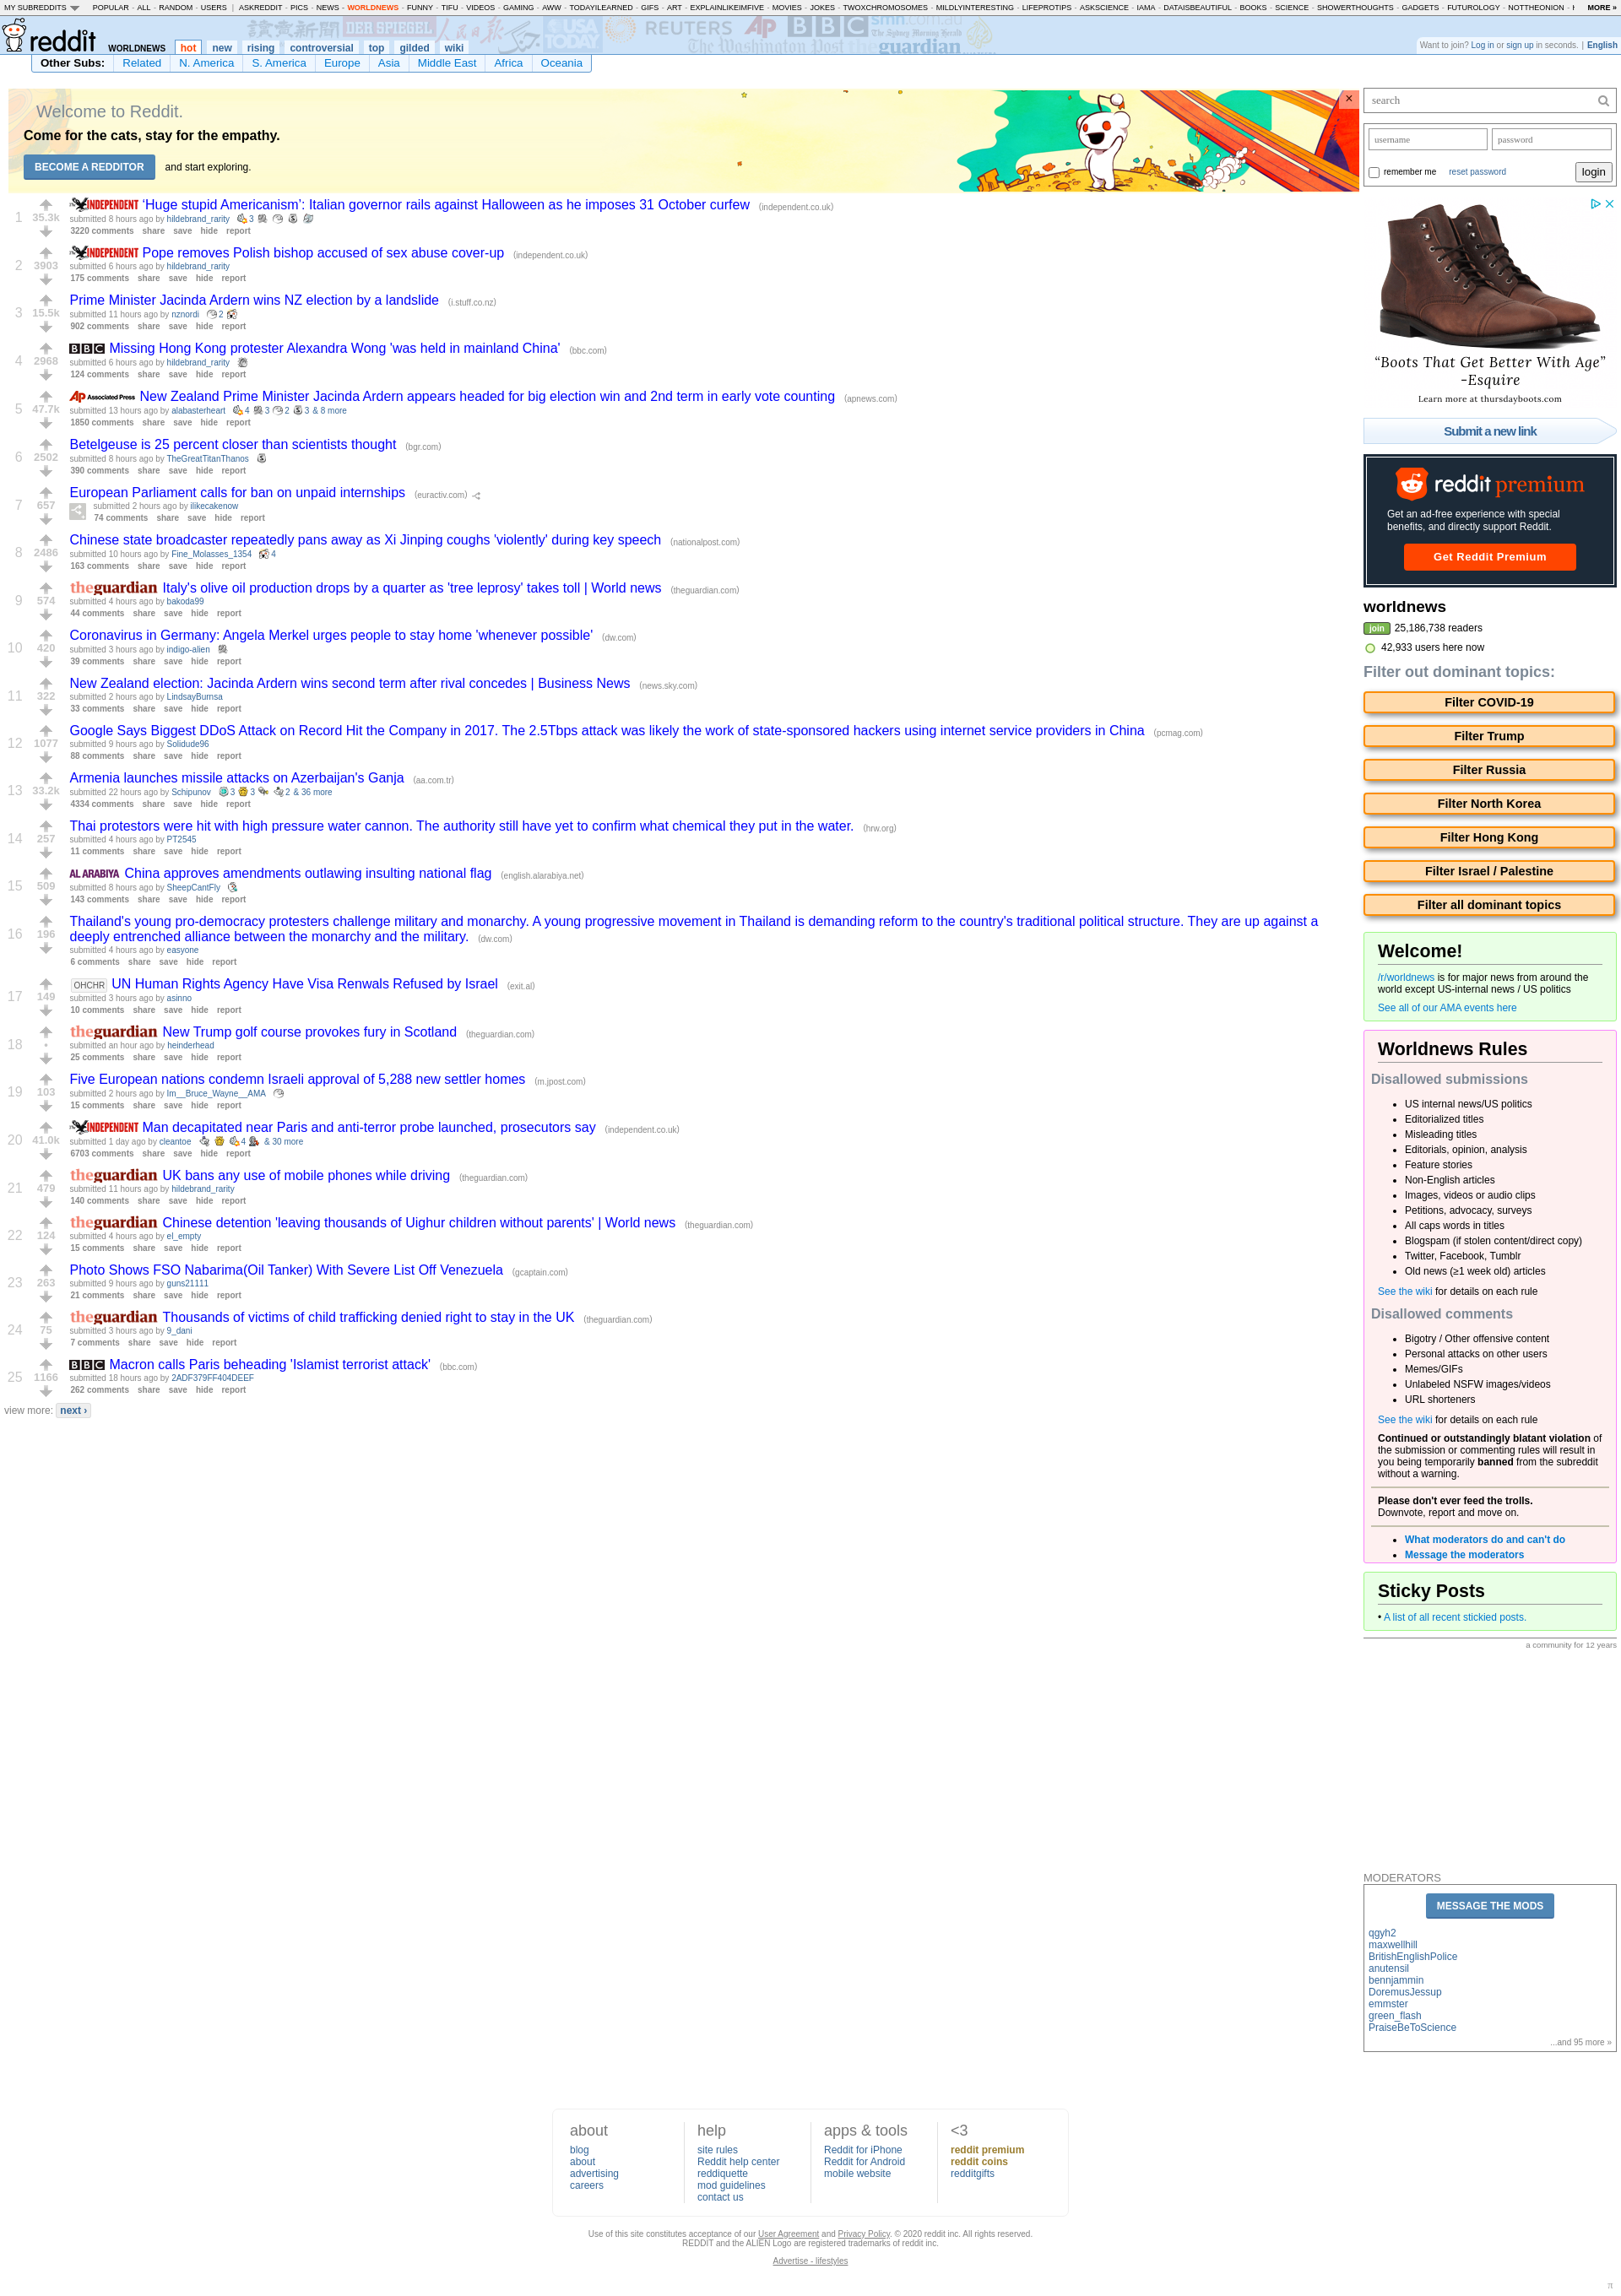 MY SUBREDDITS POPULAR - ALL - RANDOM - USERS | ASKREDDIT - PICS - NEWS - WORLDNEWS - FUNNY - TIFU - VIDEOS - GAMING - AWW - TODAYILEARNED - GIFS - ART - EXPLAINLIKEIMFIVE - MOVIES - JOKES - TWOXCHROMOSOMES - MILDLYINTERESTING - LIFEPROTIPS - ASKSCIENCE - IAMA - DATAISBEAUTIFUL - BOOKS - SCIENCE - SHOWERTHOUGHTS - GADGETS - FUTUROLOGY - NOTTHEONION - MORE »
reddit WORLDNEWS hot new rising controversial top gilded wiki
DER SPIEGEL USA TODAY REUTERS AP BBC smh.com.au The Sydney Morning Herald The Washington Post theguardian
Want to join? Log in or sign up in seconds. | English
Other Subs: Related N. America S. America Europe Asia Middle East Africa Oceania
Welcome to Reddit.
Come for the cats, stay for the empathy.
BECOME A REDDITOR and start exploring.
1 35.3k INDEPENDENT ‘Huge stupid Americanism’: Italian governor rails against Halloween as he imposes 31 October curfew (independent.co.uk)
submitted 8 hours ago by hildebrand_rarity 3
3220 comments share save hide report
2 3903 INDEPENDENT Pope removes Polish bishop accused of sex abuse cover-up (independent.co.uk)
submitted 6 hours ago by hildebrand_rarity
175 comments share save hide report
3 15.5k Prime Minister Jacinda Ardern wins NZ election by a landslide (i.stuff.co.nz)
submitted 11 hours ago by nznordi 2
902 comments share save hide report
4 2968 BBC Missing Hong Kong protester Alexandra Wong 'was held in mainland China' (bbc.com)
submitted 6 hours ago by hildebrand_rarity
124 comments share save hide report
5 47.7k AP Associated Press New Zealand Prime Minister Jacinda Ardern appears headed for big election win and 2nd term in early vote counting (apnews.com)
submitted 13 hours ago by alabasterheart 4 3 2 3 & 8 more
1850 comments share save hide report
6 2502 Betelgeuse is 25 percent closer than scientists thought (bgr.com)
submitted 8 hours ago by TheGreatTitanThanos
390 comments share save hide report
7 657 European Parliament calls for ban on unpaid internships (euractiv.com)
submitted 2 hours ago by ilikecakenow
74 comments share save hide report
8 2486 Chinese state broadcaster repeatedly pans away as Xi Jinping coughs 'violently' during key speech (nationalpost.com)
submitted 10 hours ago by Fine_Molasses_1354 4
163 comments share save hide report
9 574 theguardian Italy's olive oil production drops by a quarter as 'tree leprosy' takes toll | World news (theguardian.com)
submitted 4 hours ago by bakoda99
44 comments share save hide report
10 420 Coronavirus in Germany: Angela Merkel urges people to stay home 'whenever possible' (dw.com)
submitted 3 hours ago by indigo-alien
39 comments share save hide report
11 322 New Zealand election: Jacinda Ardern wins second term after rival concedes | Business News (news.sky.com)
submitted 2 hours ago by LindsayBurnsa
33 comments share save hide report
12 1077 Google Says Biggest DDoS Attack on Record Hit the Company in 2017. The 2.5Tbps attack was likely the work of state-sponsored hackers using internet service providers in China (pcmag.com)
submitted 9 hours ago by Solidude96
88 comments share save hide report
13 33.2k Armenia launches missile attacks on Azerbaijan's Ganja (aa.com.tr)
submitted 22 hours ago by Schipunov 3 3 2 & 36 more
4334 comments share save hide report
14 257 Thai protestors were hit with high pressure water cannon. The authority still have yet to confirm what chemical they put in the water. (hrw.org)
submitted 4 hours ago by PT2545
11 comments share save hide report
15 509 AL ARABIYA China approves amendments outlawing insulting national flag (english.alarabiya.net)
submitted 8 hours ago by SheepCantFly
143 comments share save hide report
16 196 Thailand's young pro-democracy protesters challenge military and monarchy. A young progressive movement in Thailand is demanding reform to the country's traditional political structure. They are up against a
deeply entrenched alliance between the monarchy and the military. (dw.com)
submitted 4 hours ago by easyone
6 comments share save hide report
17 149 OHCHR UN Human Rights Agency Have Visa Renwals Refused by Israel (exit.al)
submitted 3 hours ago by asinno
10 comments share save hide report
18 • theguardian New Trump golf course provokes fury in Scotland (theguardian.com)
submitted an hour ago by heinderhead
25 comments share save hide report
19 103 Five European nations condemn Israeli approval of 5,288 new settler homes (m.jpost.com)
submitted 2 hours ago by Im__Bruce_Wayne__AMA
15 comments share save hide report
20 41.0k INDEPENDENT Man decapitated near Paris and anti-terror probe launched, prosecutors say (independent.co.uk)
submitted 1 day ago by cleantoe 4 & 30 more
6703 comments share save hide report
21 479 theguardian UK bans any use of mobile phones while driving (theguardian.com)
submitted 11 hours ago by hildebrand_rarity
140 comments share save hide report
22 124 theguardian Chinese detention 'leaving thousands of Uighur children without parents' | World news (theguardian.com)
submitted 4 hours ago by el_empty
15 comments share save hide report
23 263 Photo Shows FSO Nabarima(Oil Tanker) With Severe List Off Venezuela (gcaptain.com)
submitted 9 hours ago by guns21111
21 comments share save hide report
24 75 theguardian Thousands of victims of child trafficking denied right to stay in the UK (theguardian.com)
submitted 3 hours ago by 9_dani
7 comments share save hide report
25 1166 BBC Macron calls Paris beheading 'Islamist terrorist attack' (bbc.com)
submitted 18 hours ago by 2ADF379FF404DEEF
262 comments share save hide report
view more: next ›
search
username password
remember me reset password login
“Boots That Get Better With Age”
-Esquire
Learn more at thursdayboots.com
Submit a new link
reddit premium
Get an ad-free experience with special
benefits, and directly support Reddit.
Get Reddit Premium
worldnews
join 25,186,738 readers
42,933 users here now
Filter out dominant topics:
Filter COVID-19
Filter Trump
Filter Russia
Filter North Korea
Filter Hong Kong
Filter Israel / Palestine
Filter all dominant topics
Welcome!
/r/worldnews is for major news from around the
world except US-internal news / US politics
See all of our AMA events here
Worldnews Rules
Disallowed submissions
• US internal news/US politics
• Editorialized titles
• Misleading titles
• Editorials, opinion, analysis
• Feature stories
• Non-English articles
• Images, videos or audio clips
• Petitions, advocacy, surveys
• All caps words in titles
• Blogspam (if stolen content/direct copy)
• Twitter, Facebook, Tumblr
• Old news (≥1 week old) articles
See the wiki for details on each rule
Disallowed comments
• Bigotry / Other offensive content
• Personal attacks on other users
• Memes/GIFs
• Unlabeled NSFW images/videos
• URL shorteners
See the wiki for details on each rule
Continued or outstandingly blatant violation of
the submission or commenting rules will result in
you being temporarily banned from the subreddit
without a warning.
Please don't ever feed the trolls.
Downvote, report and move on.
• What moderators do and can't do
• Message the moderators
Sticky Posts
• A list of all recent stickied posts.
a community for 12 years
MODERATORS
MESSAGE THE MODS
qgyh2
maxwellhill
BritishEnglishPolice
anutensil
bennjammin
DoremusJessup
emmster
green_flash
PraiseBeToScience
...and 95 more »
about
blog
about
advertising
careers
help
site rules
Reddit help center
reddiquette
mod guidelines
contact us
apps & tools
Reddit for iPhone
Reddit for Android
mobile website
<3
reddit premium
reddit coins
redditgifts
Use of this site constitutes acceptance of our User Agreement and Privacy Policy. © 2020 reddit inc. All rights reserved.
REDDIT and the ALIEN Logo are registered trademarks of reddit inc.
Advertise - lifestyles
π